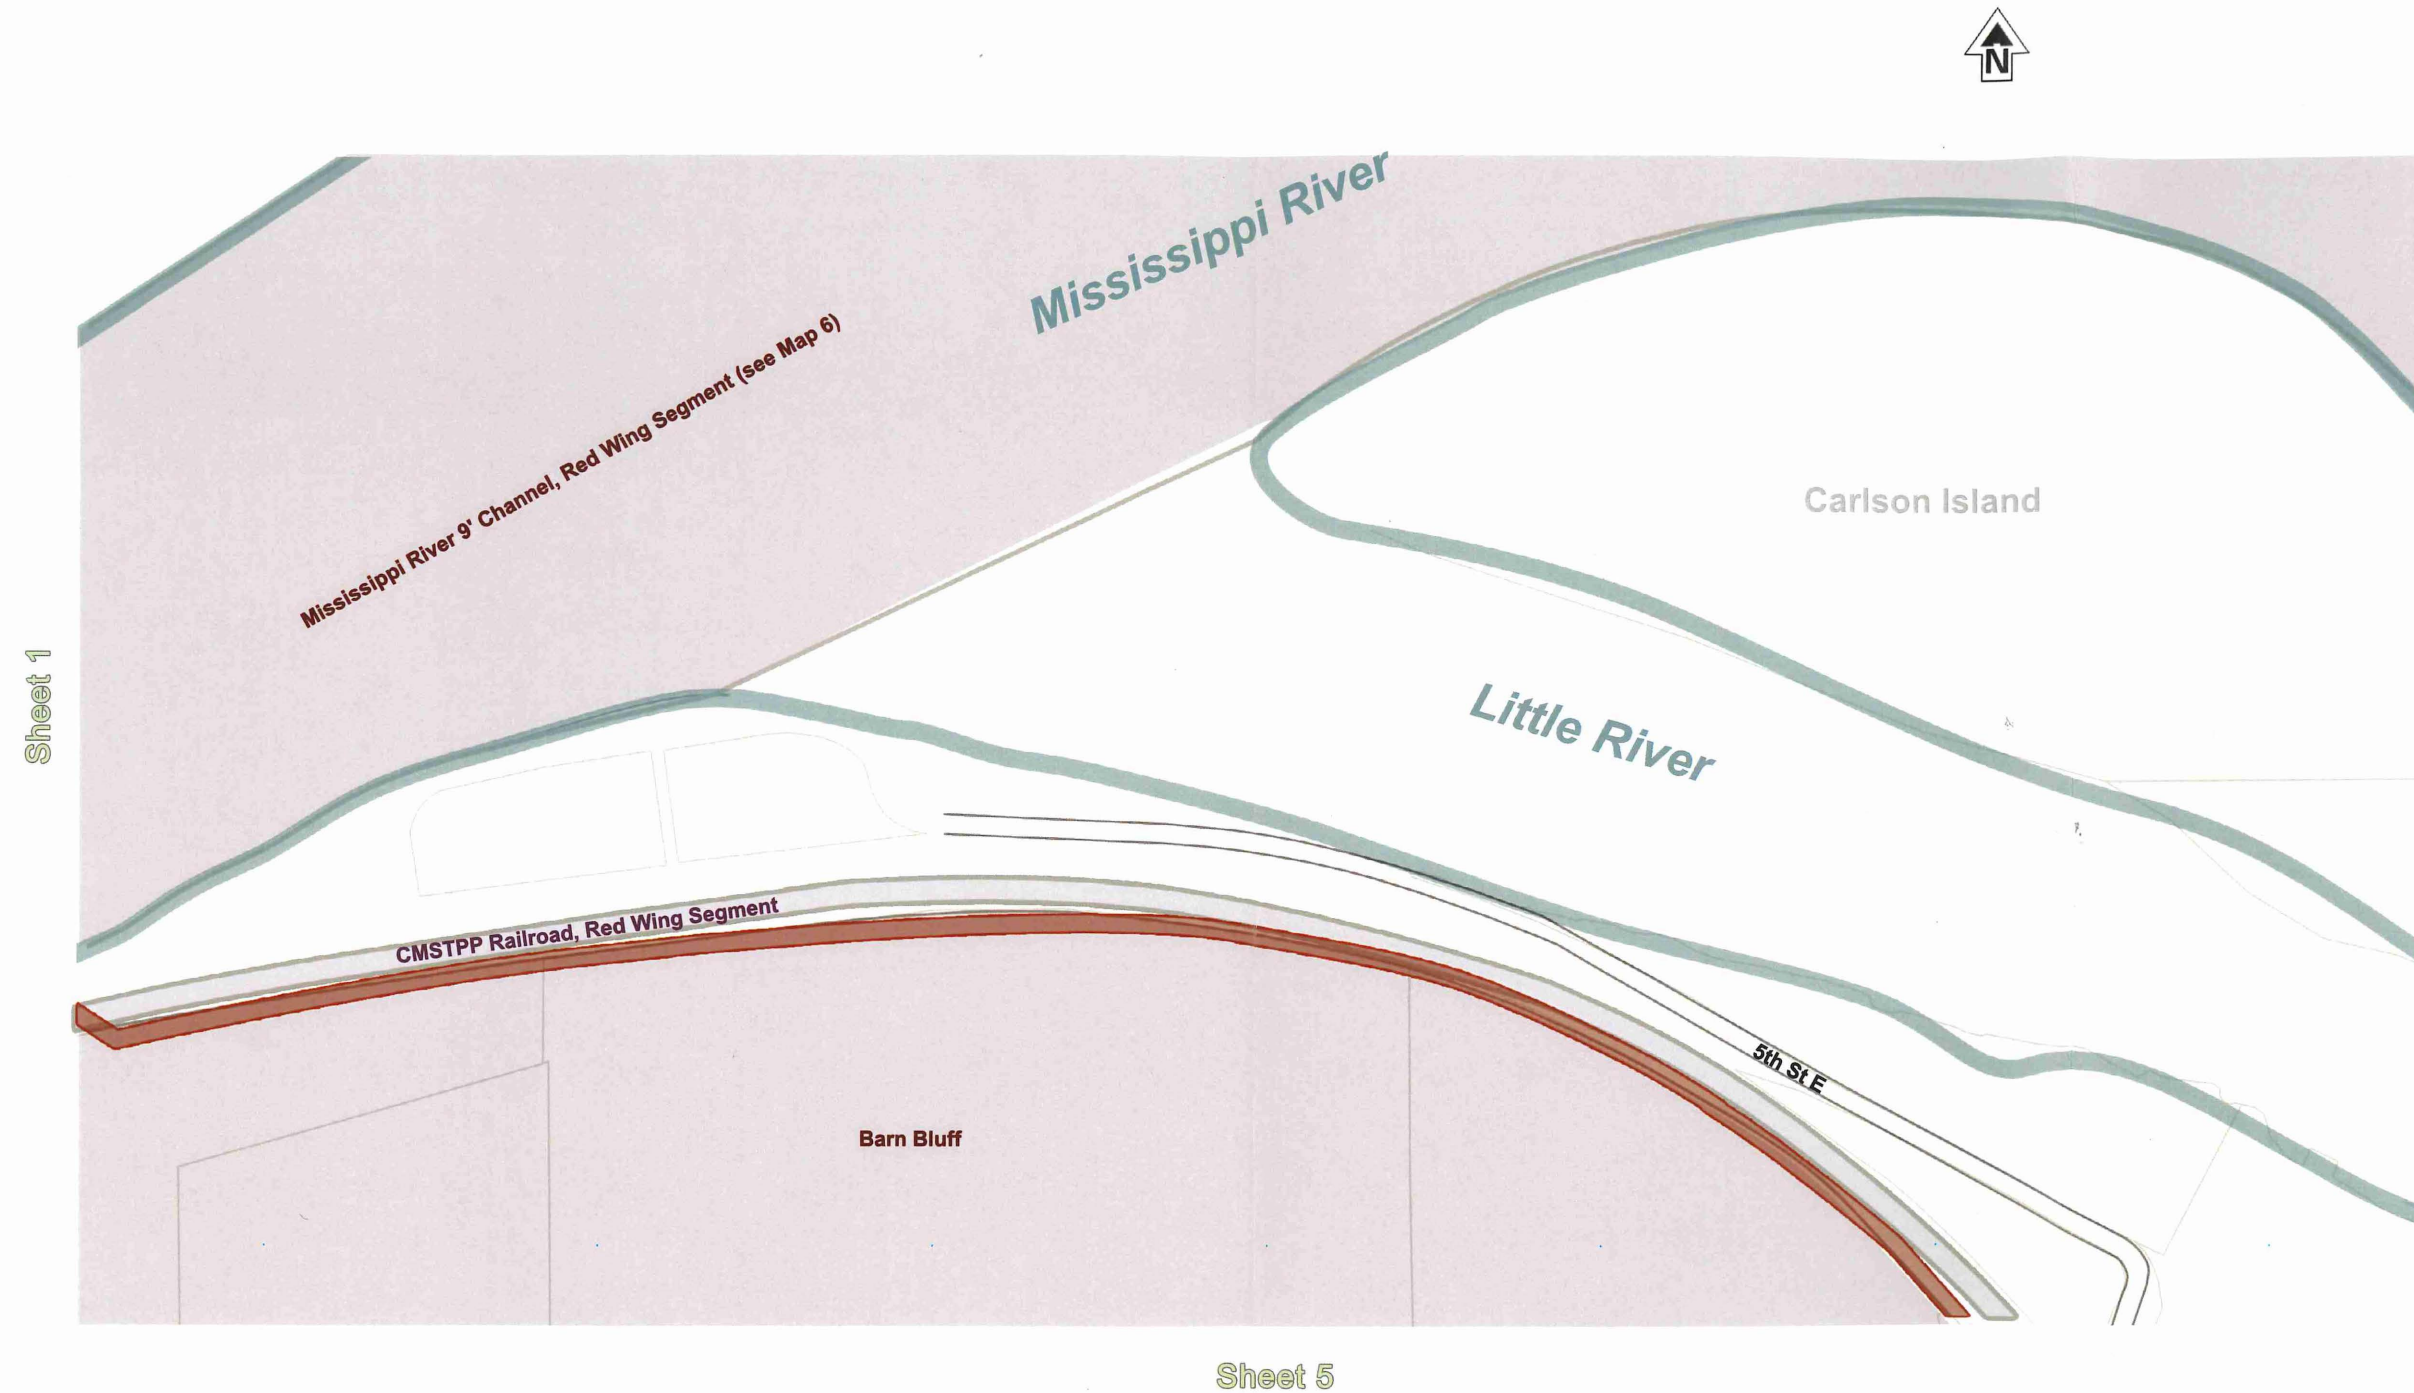 N
Mississippi River
Mississippi River 9' Channel, Red Wing Segment (see Map 6)
Carlson Island
Sheet 1
Little River
CMSTPP Railroad, Red Wing Segment
5th St E
Barn Bluff
Sheet 5